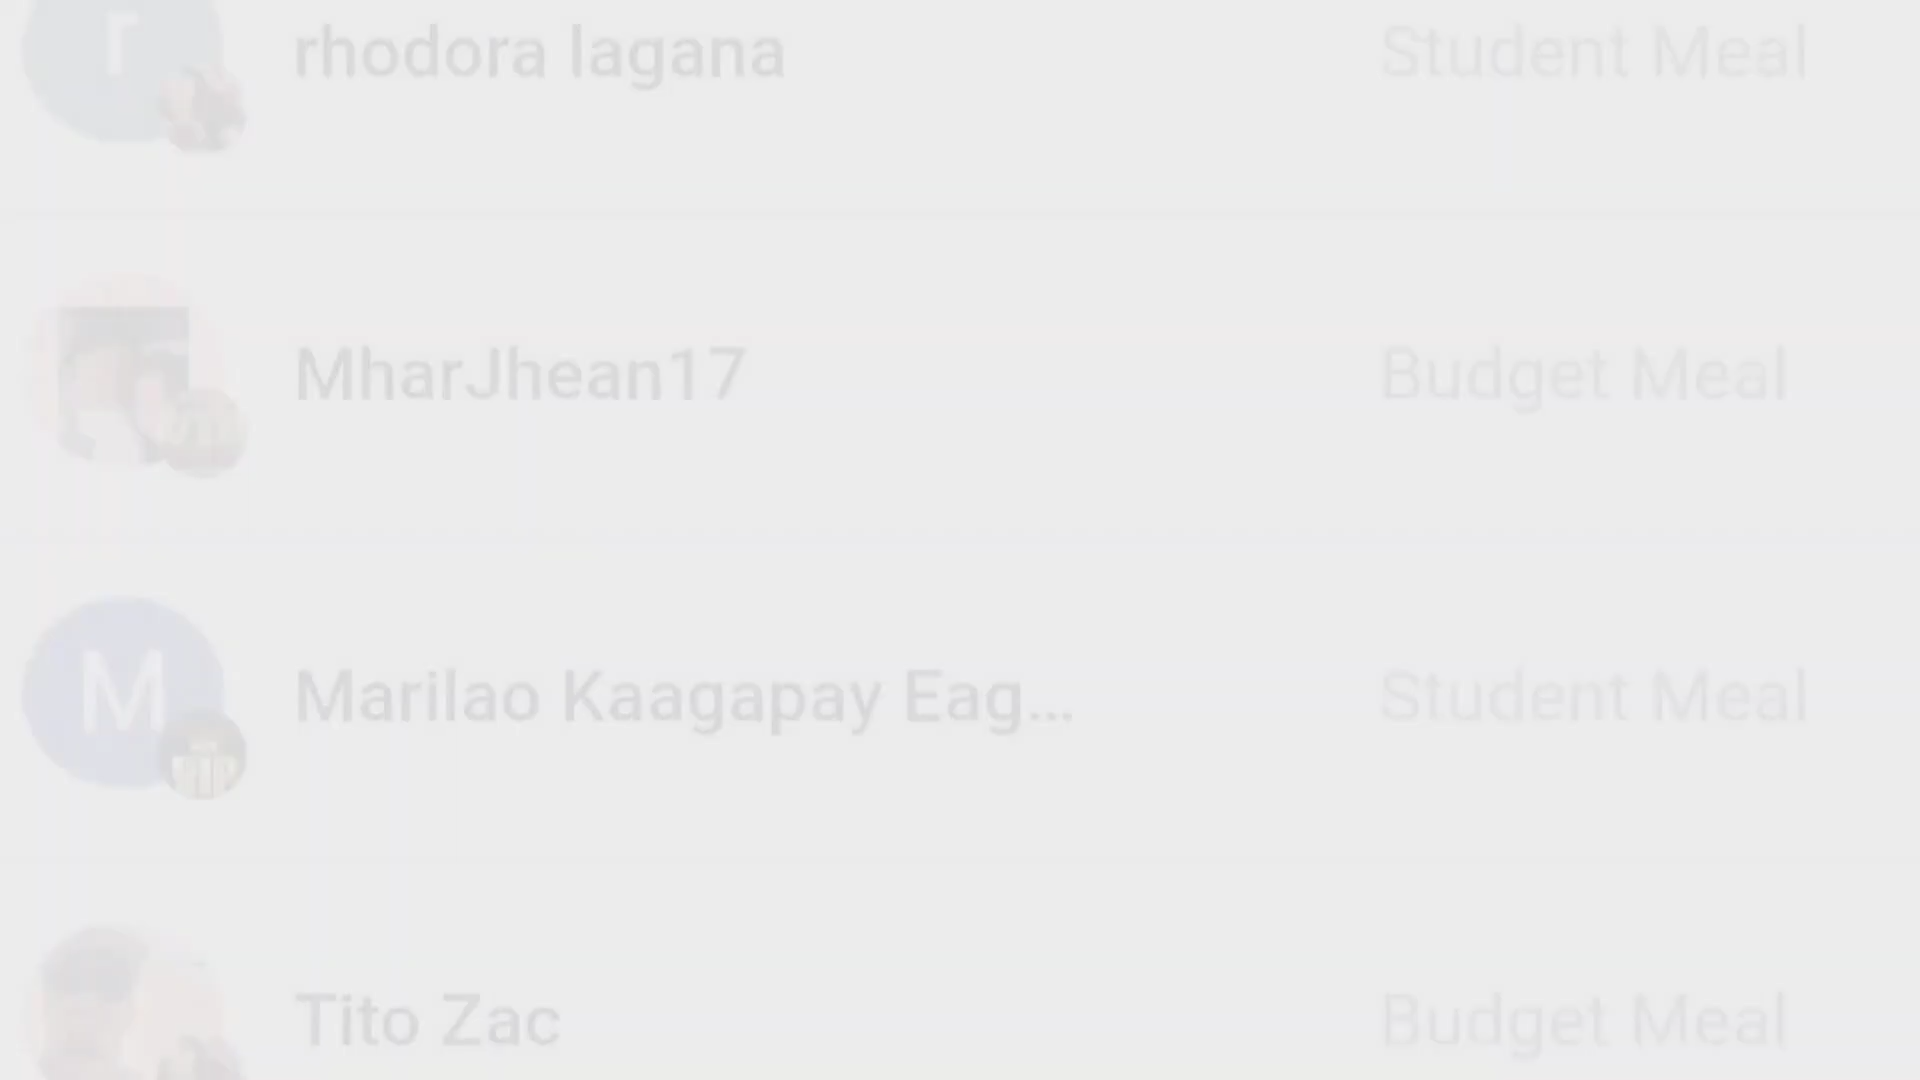 r
rhodora lagana
Student Meal
MharJhean17
Budget Meal
M
Marilao Kaagapay Eag...
Student Meal
Tito Zac
Budget Meal